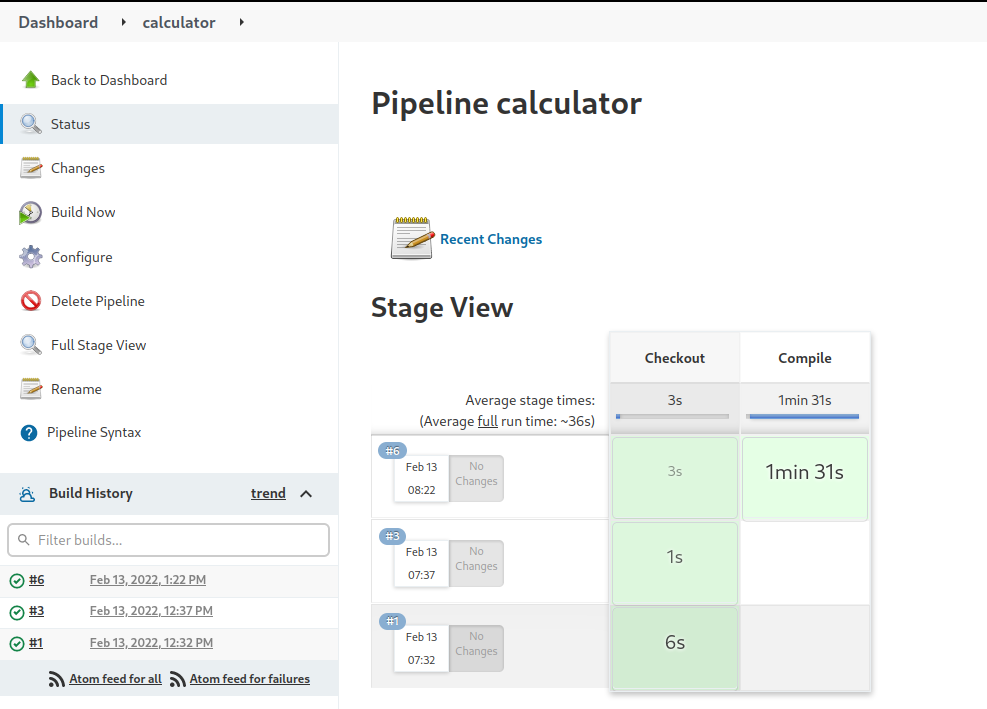 Dashboard calculator
Back to Dashboard
Status
Changes
Build Now
Configure
Delete Pipeline
Full Stage View
Rename
? Pipeline Syntax
Build History trend
Filter builds...
#6 Feb 13, 2022, 1:22 PM
#3 Feb 13, 2022, 12:37 PM
#1 Feb 13, 2022, 12:32 PM
Atom feed for all Atom feed for failures
Pipeline calculator
Recent Changes
Stage View
Checkout Compile
Average stage times: 3s 1min 31s
(Average full run time: ~36s)
#6
Feb 13
08:22
No
Changes
3s
1min 31s
#3
Feb 13
07:37
No
Changes
1s
#1
Feb 13
07:32
No
Changes
6s